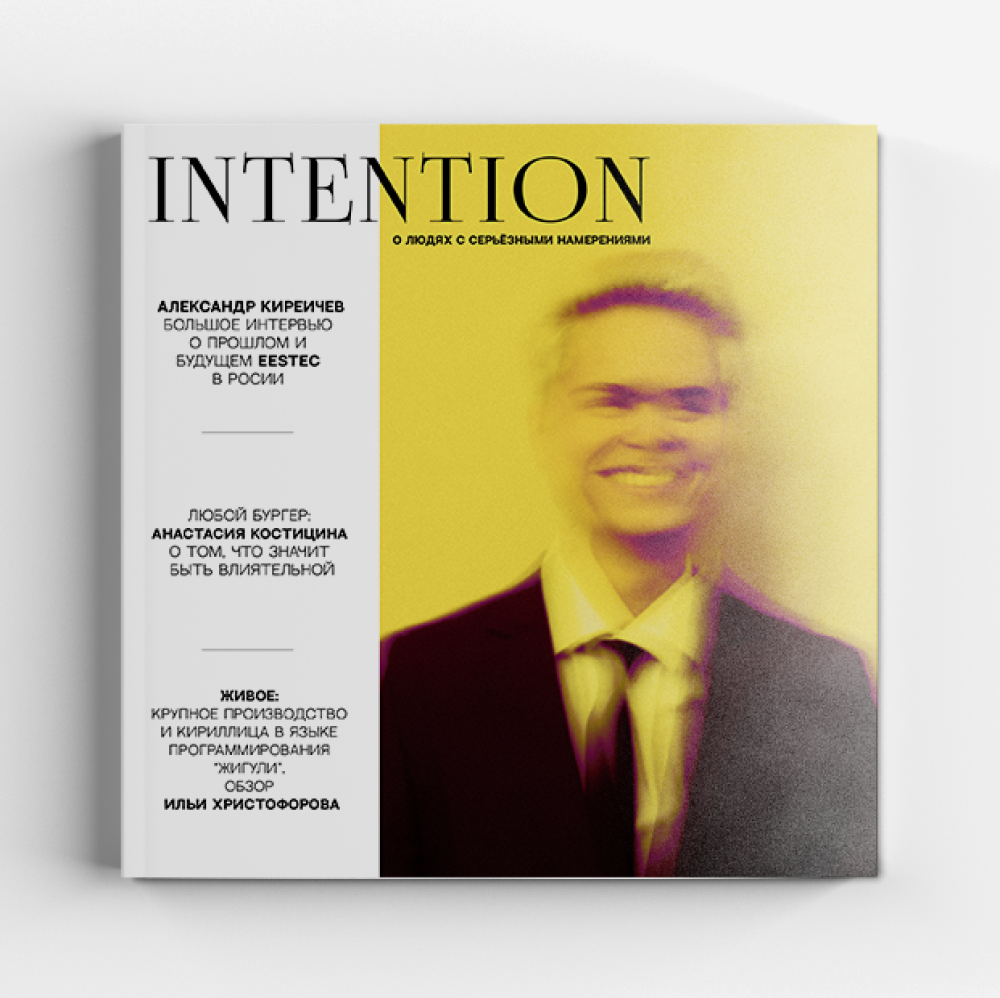 INTENTION
О ЛЮДЯХ С СЕРЬЁЗНЫМИ НАМЕРЕНИЯМИ
АЛЕКСАНДР КИРЕИЧЕВ
БОЛЬШОЕ ИНТЕРВЬЮ
О ПРОШЛОМ И
БУДУЩЕМ EESTEC
В РОСИИ
ЛЮБОЙ БУРГЕР:
АНАСТАСИЯ КОСТИЦИНА
О ТОМ, ЧТО ЗНАЧИТ
БЫТЬ ВЛИЯТЕЛЬНОЙ
ЖИВОЕ:
КРУПНОЕ ПРОИЗВОДСТВО
И КИРИЛЛИЦА В ЯЗЫКЕ
ПРОГРАММИРОВАНИЯ
"ЖИГУЛИ",
ОБЗОР
ИЛЬИ ХРИСТОФОРОВА